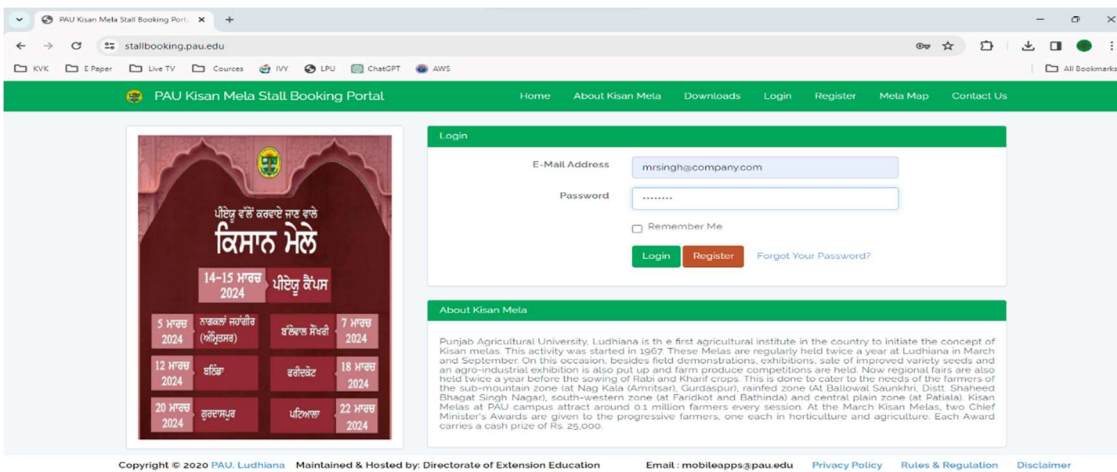 PAU Kisan Mela Stall Booking Port
stallbooking.pau.edu
KVK E Paper Live TV Cources IVY LPU ChatGPT AWS All Bookmarks
PAU Kisan Mela Stall Booking Portal Home About Kisan Mela Downloads Login Register Mela Map Contact Us
ਪੀਏਯੂ ਵੱਲੋਂ ਕਰਵਾਏ ਜਾਣ ਵਾਲੇ
ਕਿਸਾਨ ਮੇਲੇ
14-15 ਮਾਰਚ 2024 ਪੀਏਯੂ ਕੈਂਪਸ
5 ਮਾਰਚ 2024 ਨਾਗਕਲਾਂ ਜਹਾਂਗੀਰ (ਅੰਮ੍ਰਿਤਸਰ)
ਬੱਲੋਵਾਲ ਸੌਂਖੜੀ 7 ਮਾਰਚ 2024
12 ਮਾਰਚ 2024 ਬਠਿੰਡਾ
ਫਰੀਦਕੋਟ 18 ਮਾਰਚ 2024
20 ਮਾਰਚ 2024 ਗੁਰਦਾਸਪੁਰ
ਪਟਿਆਲਾ 22 ਮਾਰਚ 2024
Login
E-Mail Address mrsingh@company.com
Password ........
Remember Me
Login Register Forgot Your Password?
About Kisan Mela
Punjab Agricultural University, Ludhiana is th e first agricultural institute in the country to initiate the concept of
Kisan melas. This activity was started in 1967. These Melas are regularly held twice a year at Ludhiana in March
and September. On this occasion, besides field demonstrations, exhibitions, sale of improved variety seeds and
an agro-industrial exhibition is also put up and farm produce competitions are held. Now regional fairs are also
held twice a year before the sowing of Rabi and Kharif crops. This is done to cater to the needs of the farmers of
the sub-mountain zone (at Nag Kala (Amritsar), Gurdaspur), rainfed zone (At Ballowal Saunkhri, Distt. Shaheed
Bhagat Singh Nagar), south-western zone (at Faridkot and Bathinda) and central plain zone (at Patiala). Kisan
Melas at PAU campus attract around 0.1 million farmers every session. At the March Kisan Melas, two Chief
Minister's Awards are given to the progressive farmers, one each in horticulture and agriculture. Each Award
carries a cash prize of Rs. 25,000.
Copyright © 2020 PAU. Ludhiana Maintained & Hosted by: Directorate of Extension Education Email : mobileapps@pau.edu Privacy Policy Rules & Regulation Disclaimer